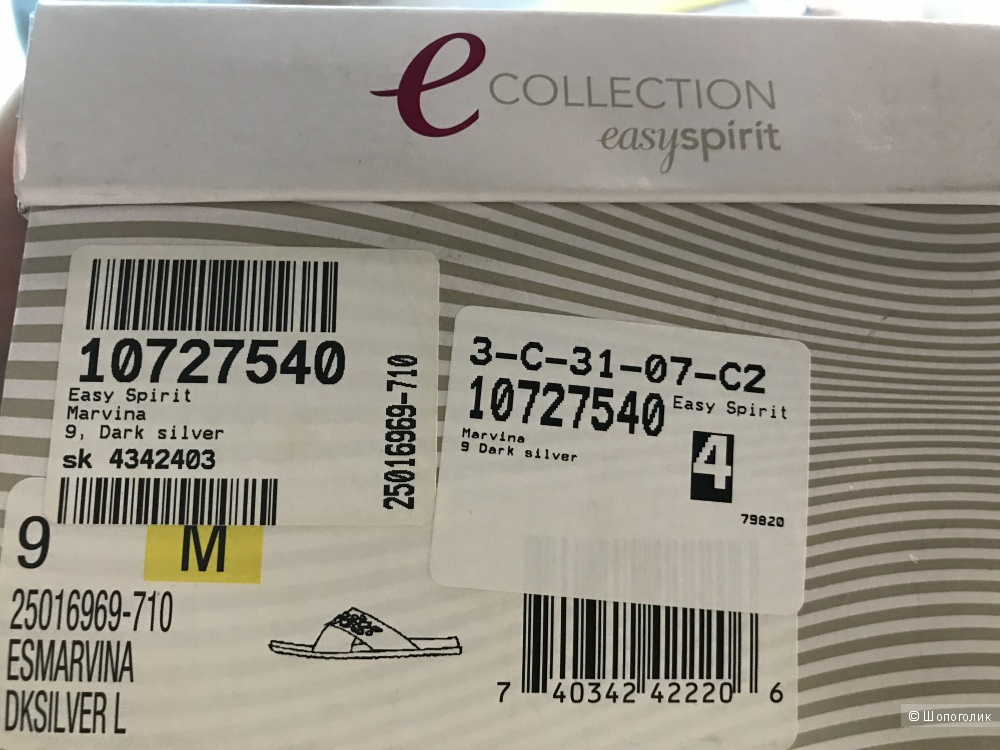 e COLLECTION
easyspirit
10727540
Easy Spirit
Marvina
9, Dark silver
sk 4342403
25016969-710
3-C-31-07-C2
10727540 Easy Spirit
Marvina
9 Dark silver
4
79820
9 M
25016969-710
ESMARVINA
DKSILVER L
7 40342 42220 6
© Шопоголик